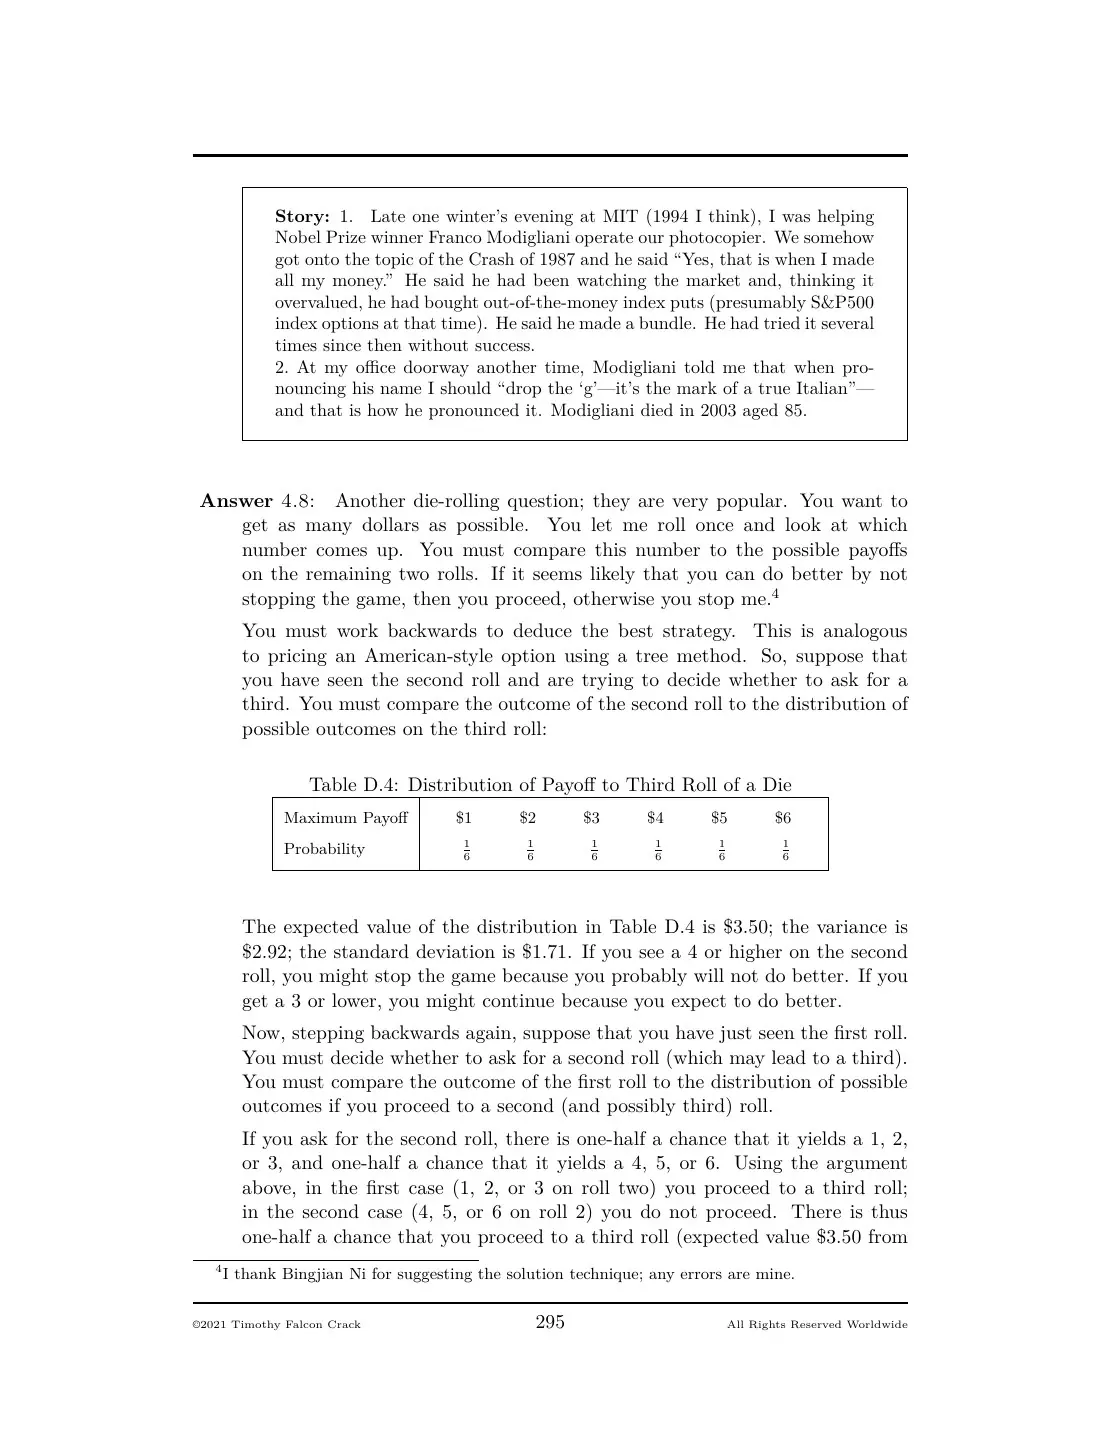 Story: 1. Late one winter's evening at MIT (1994 I think), I was helping
Nobel Prize winner Franco Modigliani operate our photocopier. We somehow
got onto the topic of the Crash of 1987 and he said “Yes, that is when I made
all my money.” He said he had been watching the market and, thinking it
overvalued, he had bought out-of-the-money index puts (presumably S&P500
index options at that time). He said he made a bundle. He had tried it several
times since then without success.
2. At my office doorway another time, Modigliani told me that when pro-
nouncing his name I should “drop the ‘g’—it's the mark of a true Italian”—
and that is how he pronounced it. Modigliani died in 2003 aged 85.
Answer 4.8: Another die-rolling question; they are very popular. You want to
get as many dollars as possible. You let me roll once and look at which
number comes up. You must compare this number to the possible payoffs
on the remaining two rolls. If it seems likely that you can do better by not
stopping the game, then you proceed, otherwise you stop me.4
You must work backwards to deduce the best strategy. This is analogous
to pricing an American-style option using a tree method. So, suppose that
you have seen the second roll and are trying to decide whether to ask for a
third. You must compare the outcome of the second roll to the distribution of
possible outcomes on the third roll:
Table D.4: Distribution of Payoff to Third Roll of a Die
Maximum Payoff $1 $2 $3 $4 $5 $6
Probability 1/6 1/6 1/6 1/6 1/6 1/6
The expected value of the distribution in Table D.4 is $3.50; the variance is
$2.92; the standard deviation is $1.71. If you see a 4 or higher on the second
roll, you might stop the game because you probably will not do better. If you
get a 3 or lower, you might continue because you expect to do better.
Now, stepping backwards again, suppose that you have just seen the first roll.
You must decide whether to ask for a second roll (which may lead to a third).
You must compare the outcome of the first roll to the distribution of possible
outcomes if you proceed to a second (and possibly third) roll.
If you ask for the second roll, there is one-half a chance that it yields a 1, 2,
or 3, and one-half a chance that it yields a 4, 5, or 6. Using the argument
above, in the first case (1, 2, or 3 on roll two) you proceed to a third roll;
in the second case (4, 5, or 6 on roll 2) you do not proceed. There is thus
one-half a chance that you proceed to a third roll (expected value $3.50 from
4I thank Bingjian Ni for suggesting the solution technique; any errors are mine.
©2021 Timothy Falcon Crack 295 All Rights Reserved Worldwide